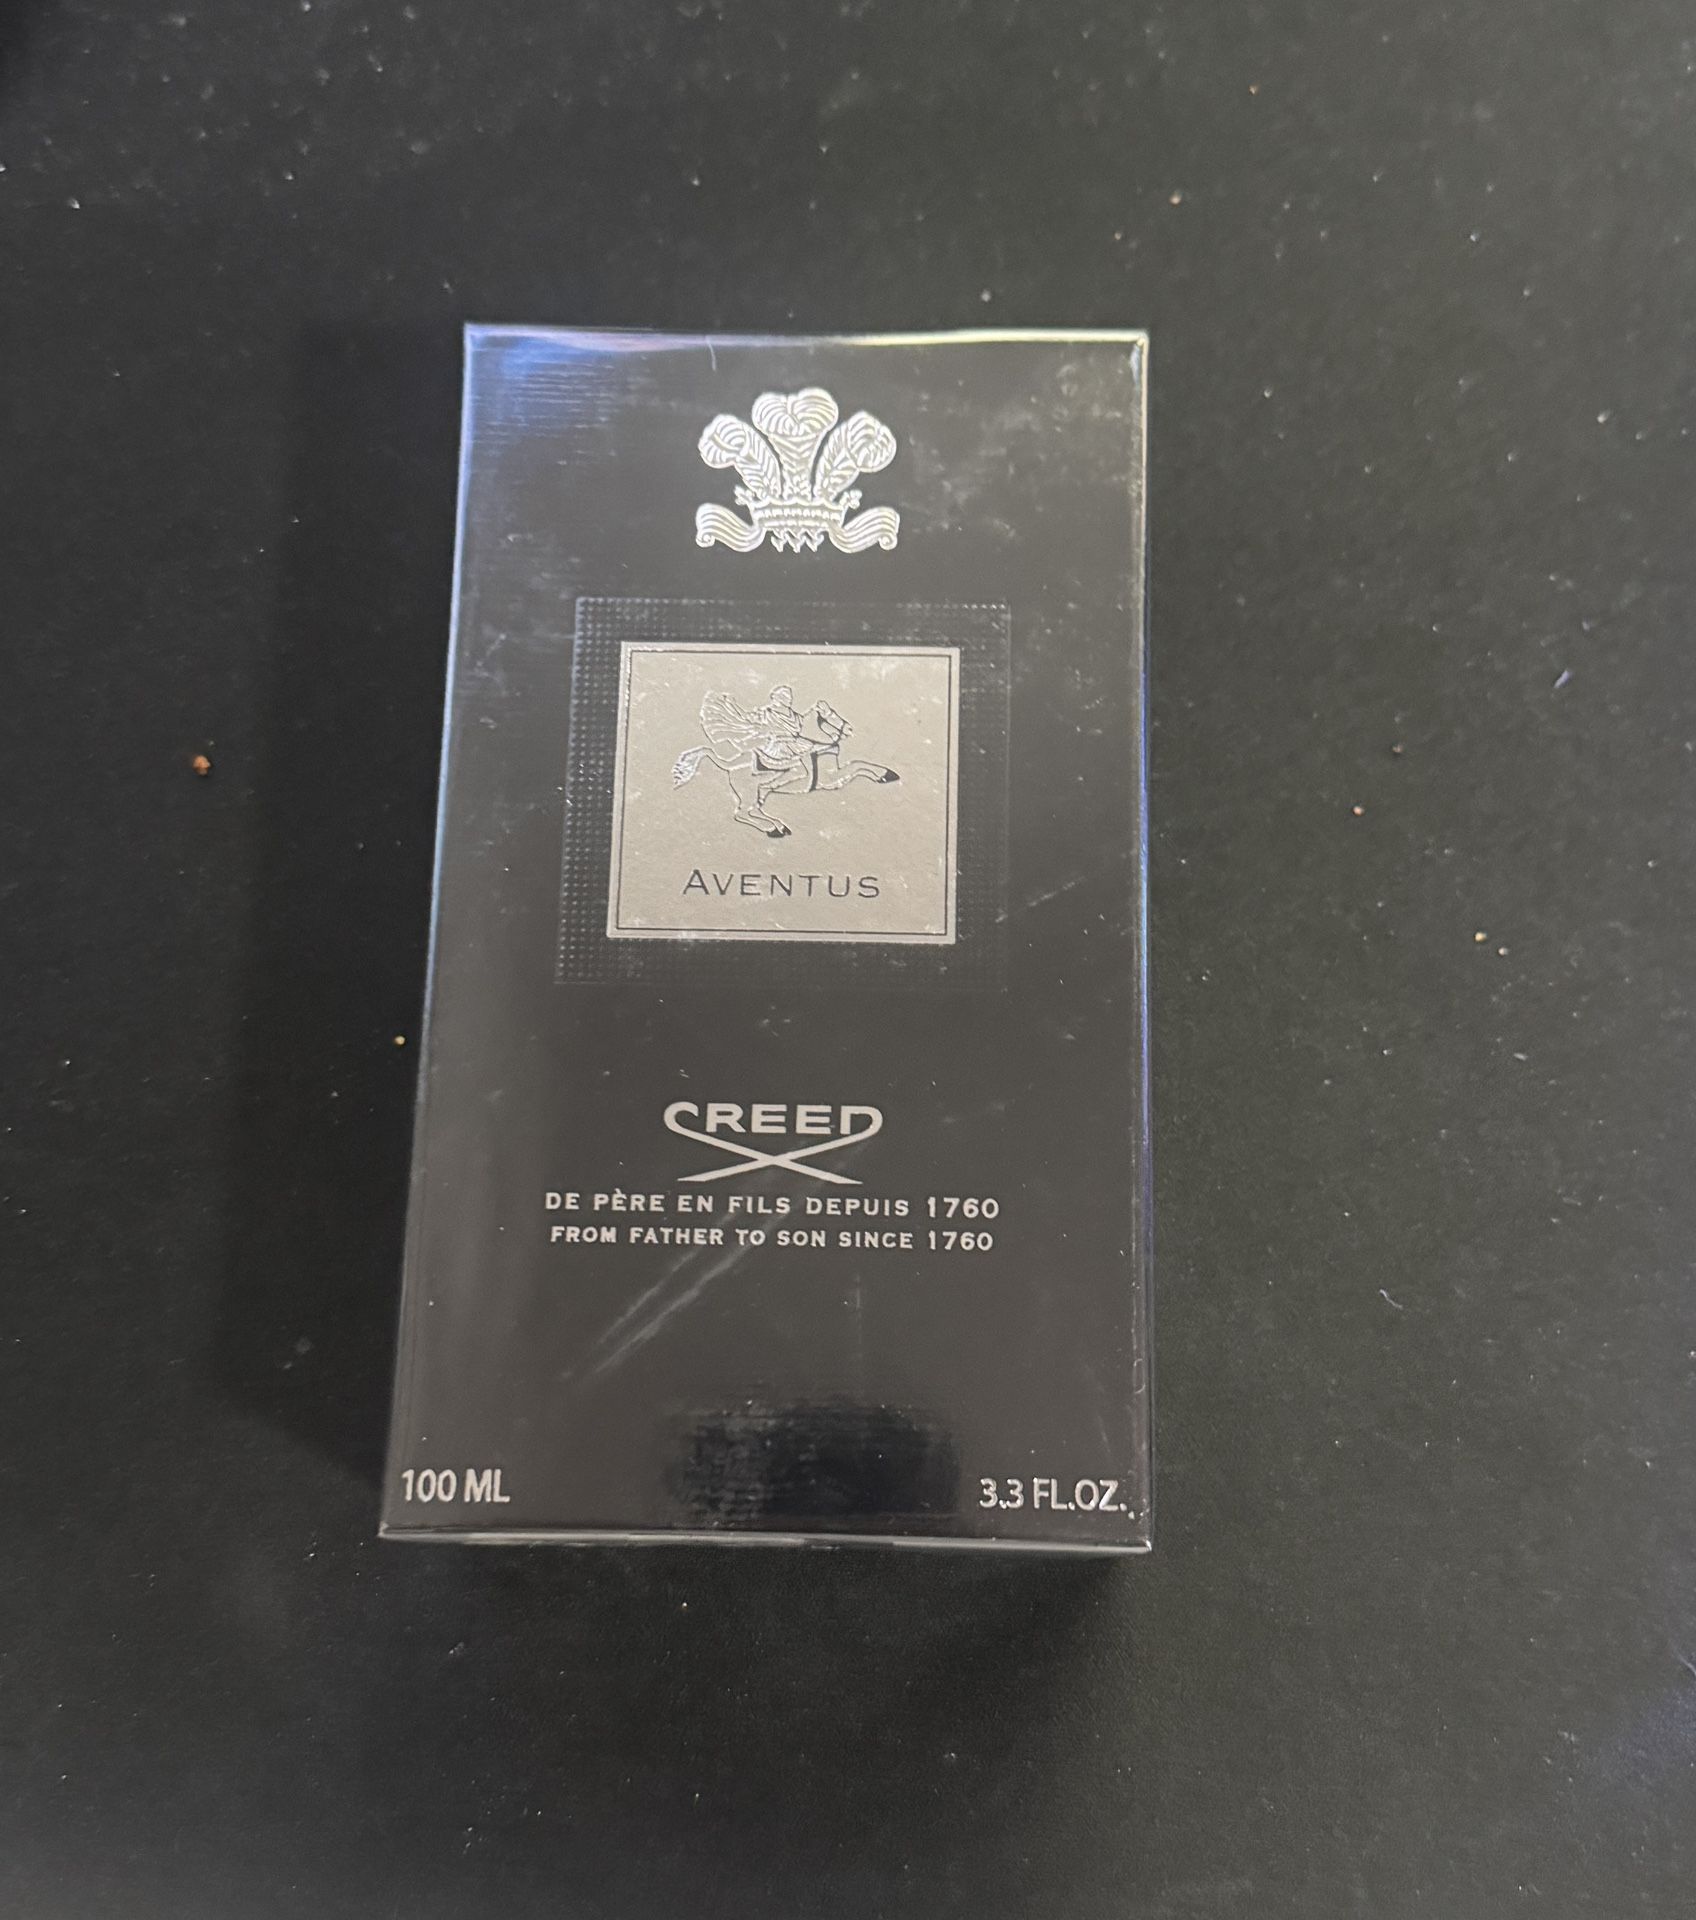 AVENTUS
CREED
DE PÈRE EN FILS DEPUIS 1760
FROM FATHER TO SON SINCE 1760
100 ML
3.3 FL.OZ.